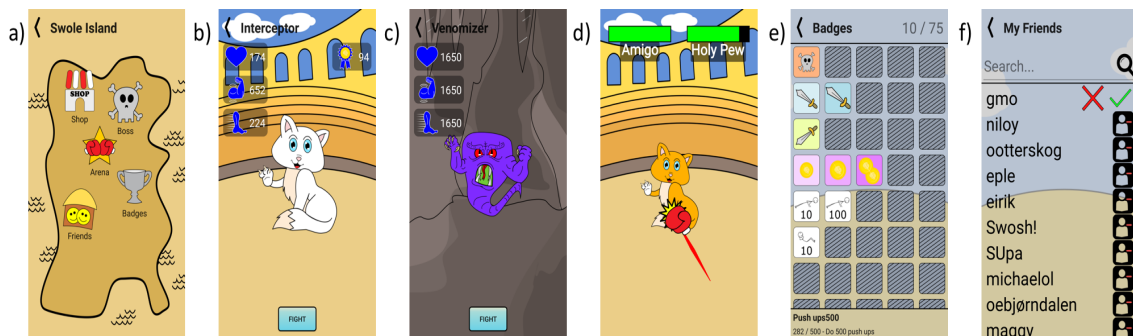 a)
Swole Island
SHOP
Shop
Boss
Arena
Badges
Friends
b)
Interceptor
174
94
652
224
FIGHT
c)
Venomizer
1650
1650
1650
FIGHT
d)
Amigo
Holy Pew
e)
Badges 10 / 75
10 100
10
Push ups500
282 / 500 - Do 500 push ups
f)
My Friends
Search...
gmo
niloy
ootterskog
eple
eirik
Swosh!
SUpa
michaelol
oebjørndalen
maggy